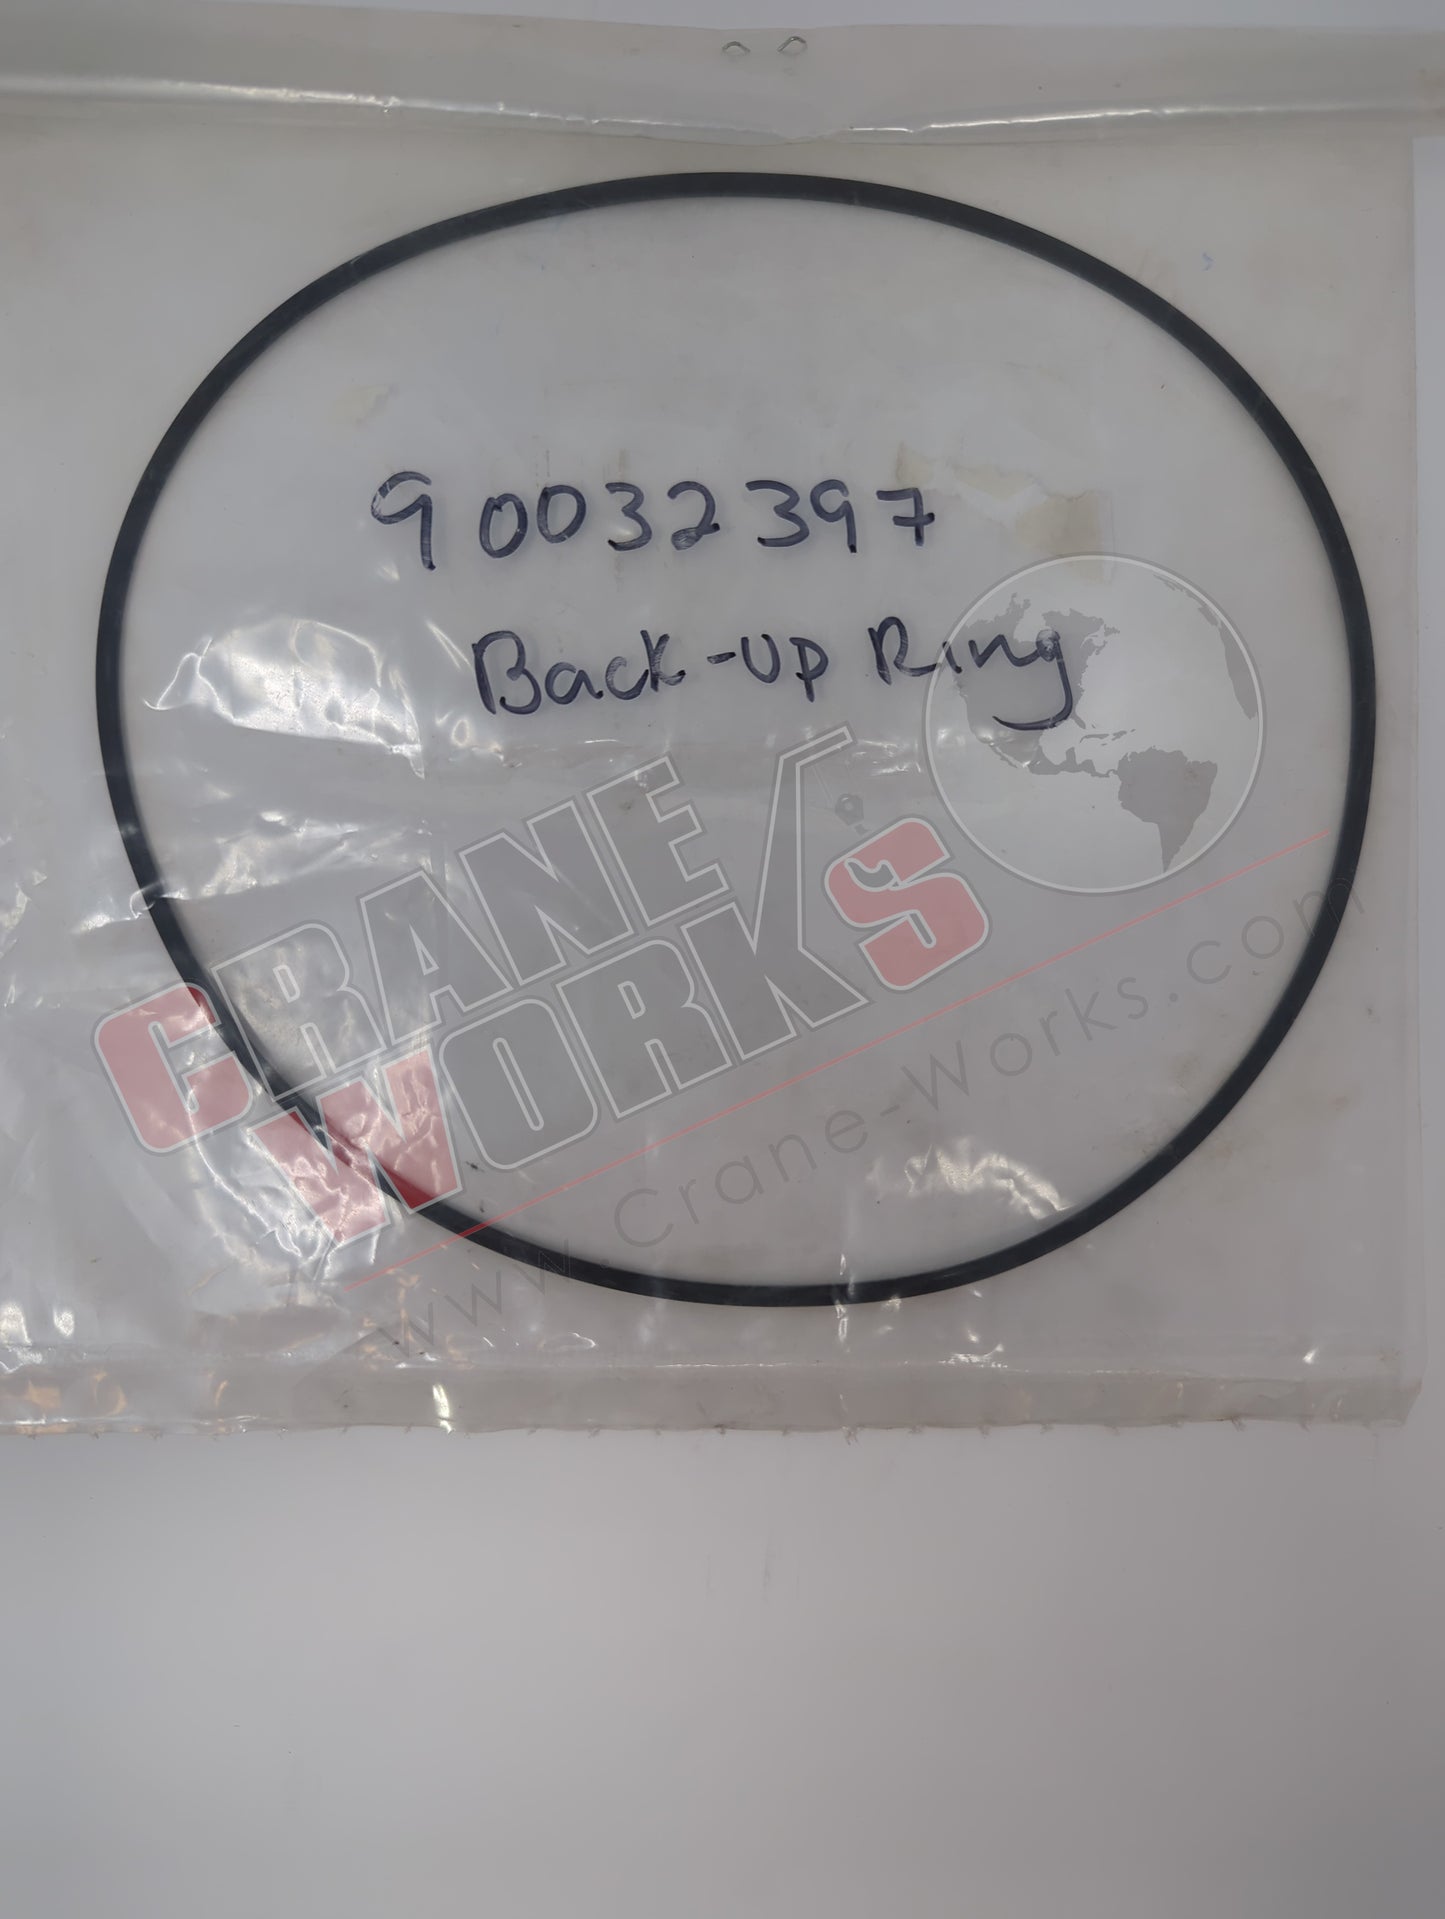 90032397
Back-up Ring
CRANE
WORKS
www.Crane-Works.com